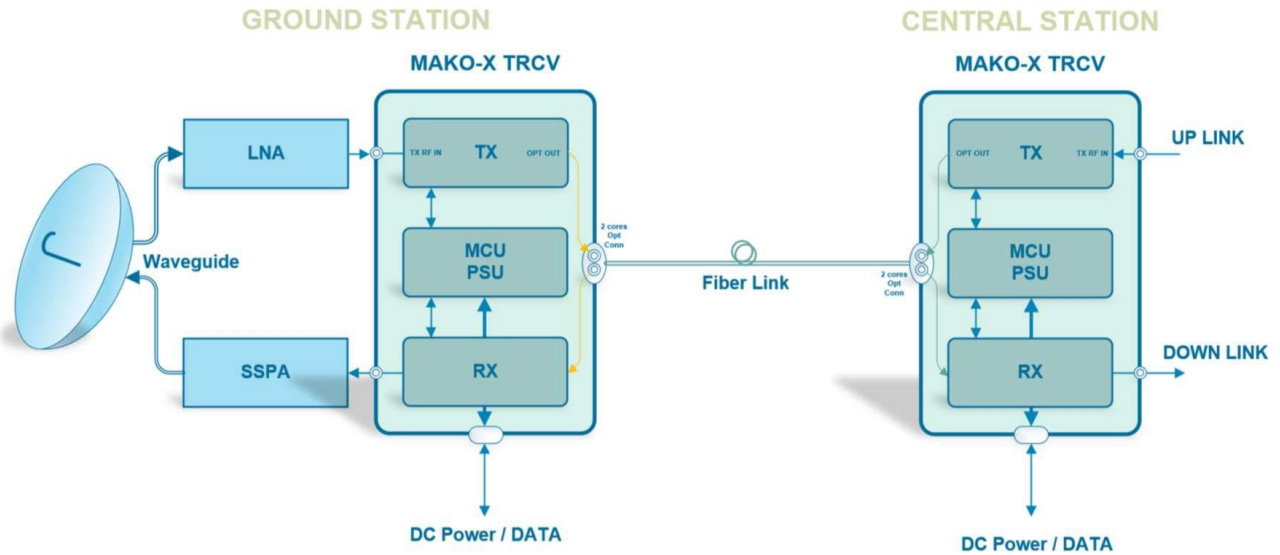 GROUND STATION
CENTRAL STATION
MAKO-X TRCV
MAKO-X TRCV
LNA
TX RF IN
TX
OPT OUT
OPT OUT
TX
TX RF IN
UP LINK
Waveguide
MCU
PSU
2 cores
Opt
Conn
Fiber Link
2 cores
Opt
Conn
MCU
PSU
SSPA
RX
RX
DOWN LINK
DC Power / DATA
DC Power / DATA